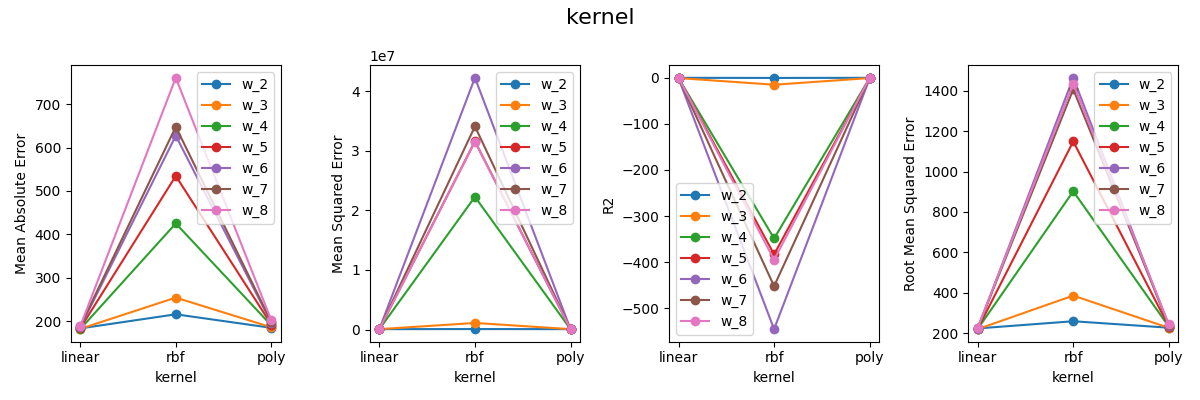 kernel
Mean Absolute Error
700
600
500
400
300
200
linear
rbf
poly
kernel
w_2
w_3
w_4
w_5
w_6
w_7
w_8
1e7
Mean Squared Error
4
3
2
1
0
linear
rbf
poly
kernel
w_2
w_3
w_4
w_5
w_6
w_7
w_8
R2
0
−100
−200
−300
−400
−500
linear
rbf
poly
kernel
w_2
w_3
w_4
w_5
w_6
w_7
w_8
Root Mean Squared Error
1400
1200
1000
800
600
400
200
linear
rbf
poly
kernel
w_2
w_3
w_4
w_5
w_6
w_7
w_8